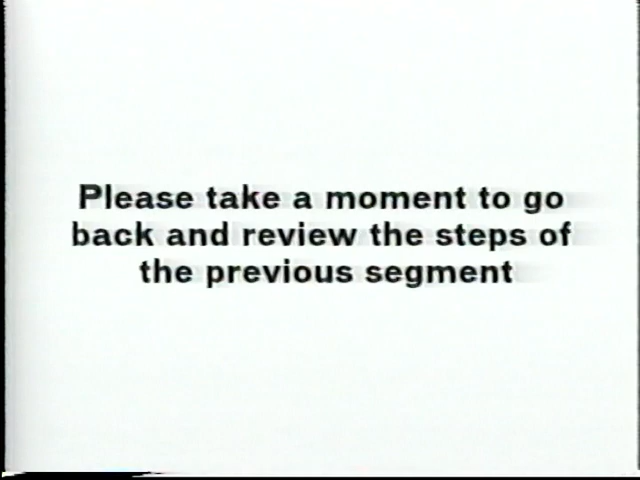 Please take a moment to go
back and review the steps of
the previous segment